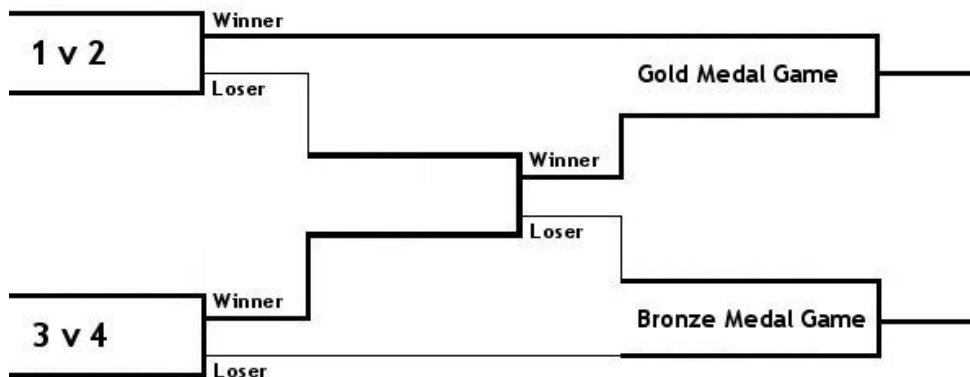 Winner
1 v 2
Loser
Gold Medal Game
Winner
Loser
Winner
3 v 4
Loser
Bronze Medal Game